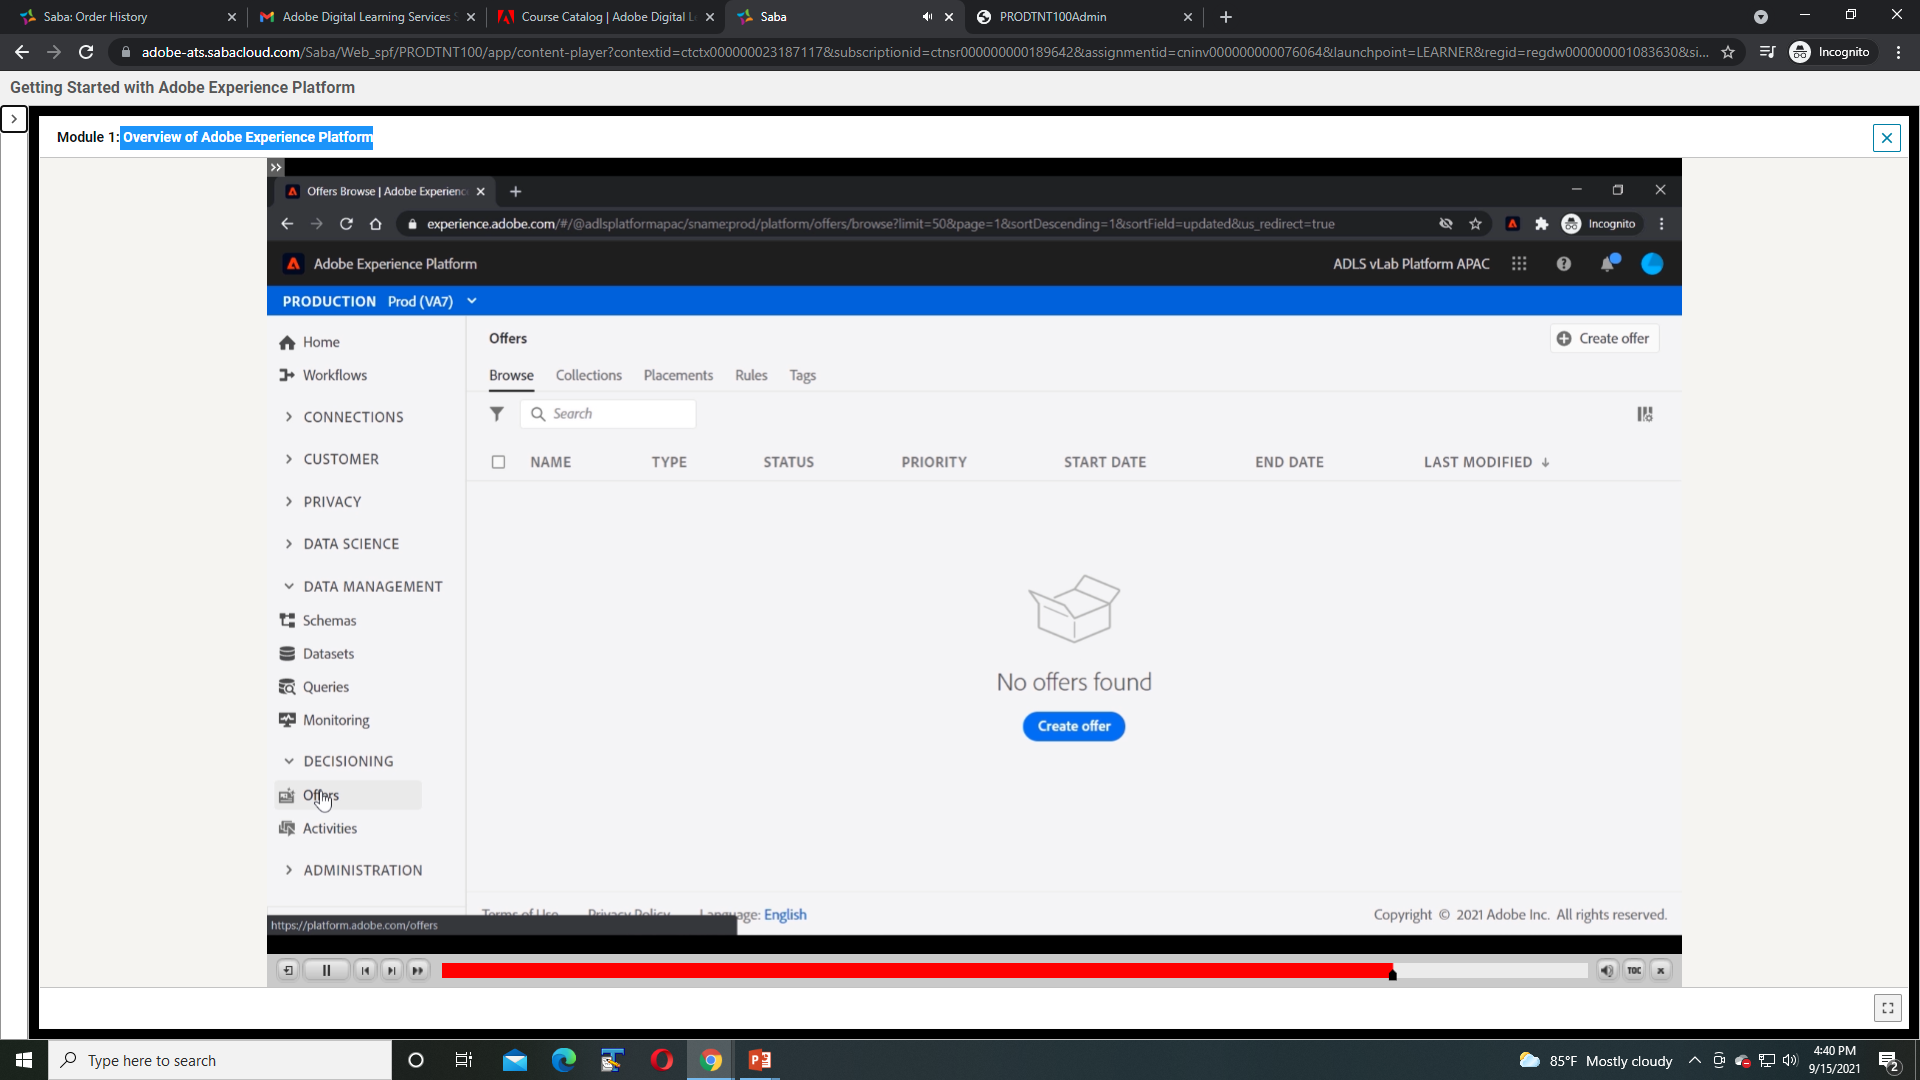 Saba: Order History
Adobe Digital Learning Services S
Course Catalog | Adobe Digital L
Saba
PRODTNT100Admin
adobe-ats.sabacloud.com/Saba/Web_spf/PRODTNT100/app/content-player?contextid=ctctx000000023187117&subscriptionid=ctnsr000000000189642&assignmentid=cninv000000000076064&launchpoint=LEARNER&regid=regdw000000001083630&si...
Incognito
Getting Started with Adobe Experience Platform
Module 1: Overview of Adobe Experience Platform
Offers Browse | Adobe Experienc
experience.adobe.com/#/@adlsplatformapac/sname:prod/platform/offers/browse?limit=50&page=1&sortDescending=1&sortField=updated&us_redirect=true
Incognito
Adobe Experience Platform
ADLS vLab Platform APAC
PRODUCTION Prod (VA7)
Home
Workflows
CONNECTIONS
CUSTOMER
PRIVACY
DATA SCIENCE
DATA MANAGEMENT
Schemas
Datasets
Queries
Monitoring
DECISIONING
Offers
Activities
ADMINISTRATION
Offers
Create offer
Browse Collections Placements Rules Tags
Search
NAME TYPE STATUS PRIORITY START DATE END DATE LAST MODIFIED
No offers found
Create offer
Terms of Use Privacy Policy Language: English
Copyright © 2021 Adobe Inc. All rights reserved.
https://platform.adobe.com/offers
TOC
Type here to search
85°F Mostly cloudy
4:40 PM
9/15/2021
2